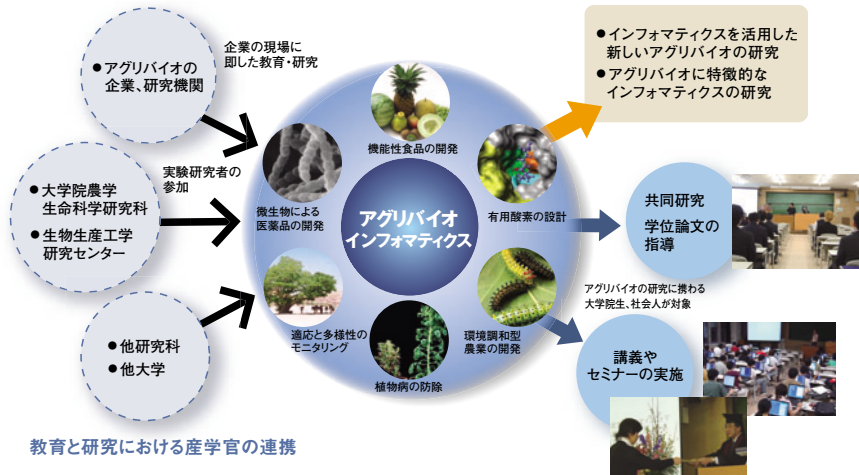 ● アグリバイオの
企業、研究機関
企業の現場に
即した教育・研究
● 大学院農学
生命科学研究科
● 生物生産工学
研究センター
実験研究者の
参加
● 他研究科
● 他大学
機能性食品の開発
微生物による
医薬品の開発
有用酸素の設計
アグリバイオ
インフォマティクス
適応と多様性の
モニタリング
環境調和型
農業の開発
植物病の防除
● インフォマティクスを活用した
新しいアグリバイオの研究
● アグリバイオに特徴的な
インフォマティクスの研究
共同研究
学位論文の
指導
アグリバイオの研究に携わる
大学院生、社会人が対象
講義や
セミナーの実施
教育と研究における産学官の連携